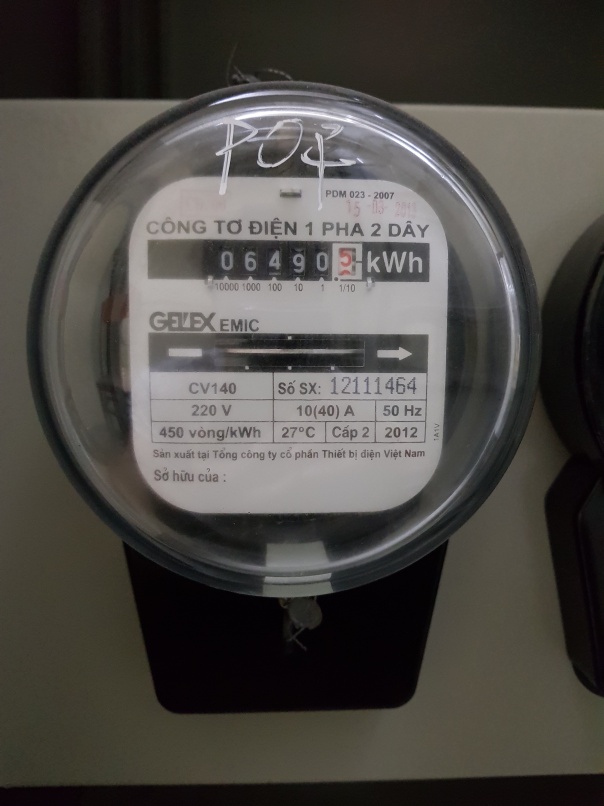 PDM 023 - 2007
CÔNG TƠ ĐIỆN 1 PHA 2 DÂY
0 6 4 9 0 5 kWh
10000 1000 100 10 1 1/10
GELEX EMIC
CV140 Số SX: 12111464
220 V 10(40) A 50 Hz
450 vòng/kWh 27°C Cấp 2 2012
Sản xuất tại Tổng công ty cổ phần Thiết bị điện Việt Nam
Sở hữu của :
1A1V